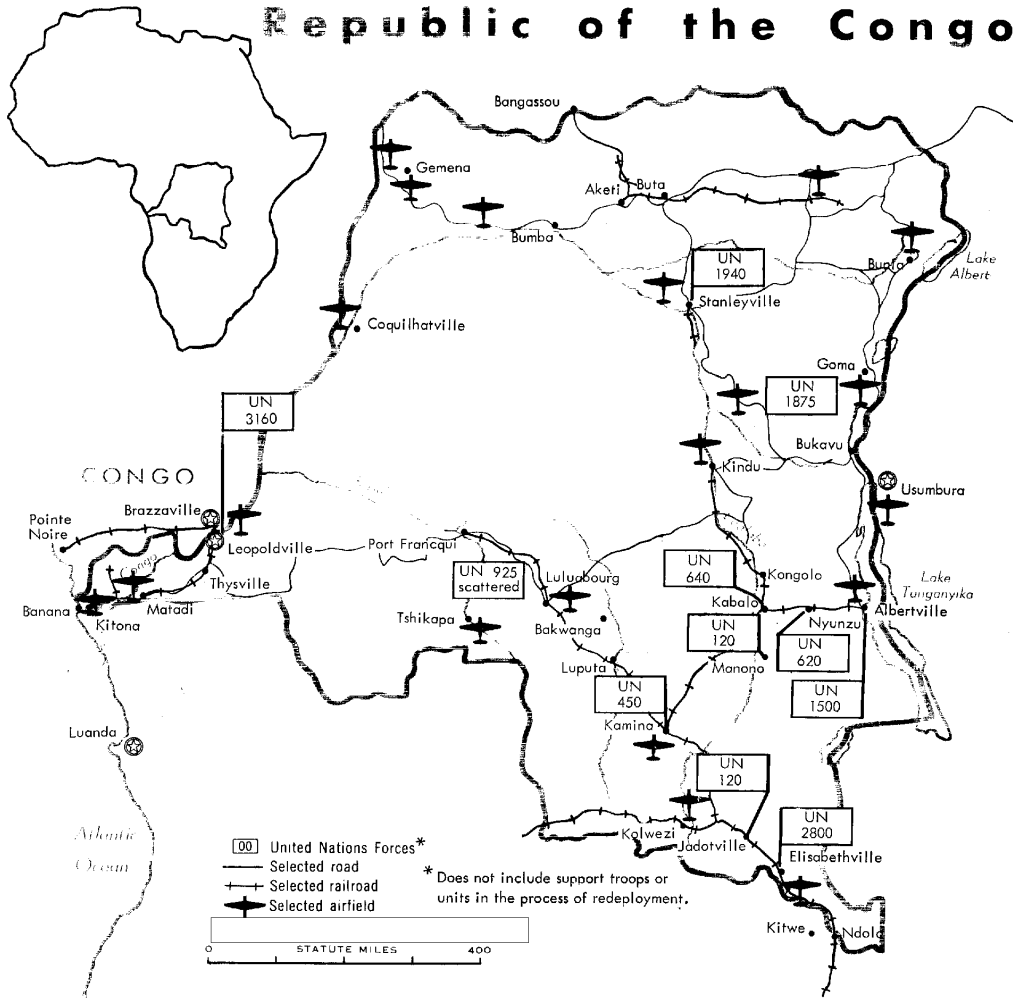 Republic of the Congo
Bangassou
Gemena
Aketi
Buta
Bumba
Bunia
Lake
Albert
UN
1940
Stanleyville
Coquilhatville
Goma
UN
1875
UN
3160
Bukavu
Kindu
CONGO
Usumbura
Brazzaville
Pointe
Noire
Leopoldville
Port Francqui
Congo
Thysville
UN 925
scattered
Luluabourg
UN
640
Kongolo
Lake
Tanganyika
Banana
Matadi
Kitona
Tshikapa
Bakwanga
Kabalo
Nyunzu
Albertville
UN
120
UN
620
Luputa
Manono
UN
450
UN
1500
Kamina
Luanda
UN
120
UN
2800
Kolwezi
Jadotville
Elisabethville
Atlantic
Ocean
00 United Nations Forces*
Selected road
Selected railroad
Selected airfield
*Does not include support troops or
units in the process of redeployment.
Kitwe
Ndola
0 STATUTE MILES 400